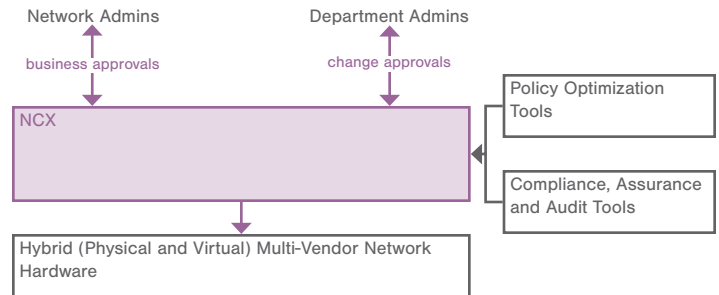 Network Admins
Department Admins
business approvals
change approvals
NCX
Policy Optimization
Tools
Compliance, Assurance
and Audit Tools
Hybrid (Physical and Virtual) Multi-Vendor Network
Hardware